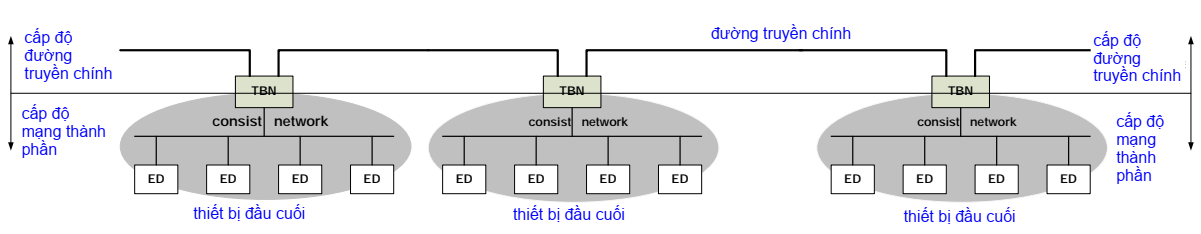 đường truyền chính
cấp độ
đường
truyền chính
cấp độ
đường
truyền chính
TBN
TBN
TBN
cấp độ
mạng thành
phần
consist network
consist network
consist network
cấp độ
mạng
thành
phần
ED
ED
ED
ED
ED
ED
ED
ED
ED
ED
ED
ED
thiết bị đầu cuối
thiết bị đầu cuối
thiết bị đầu cuối